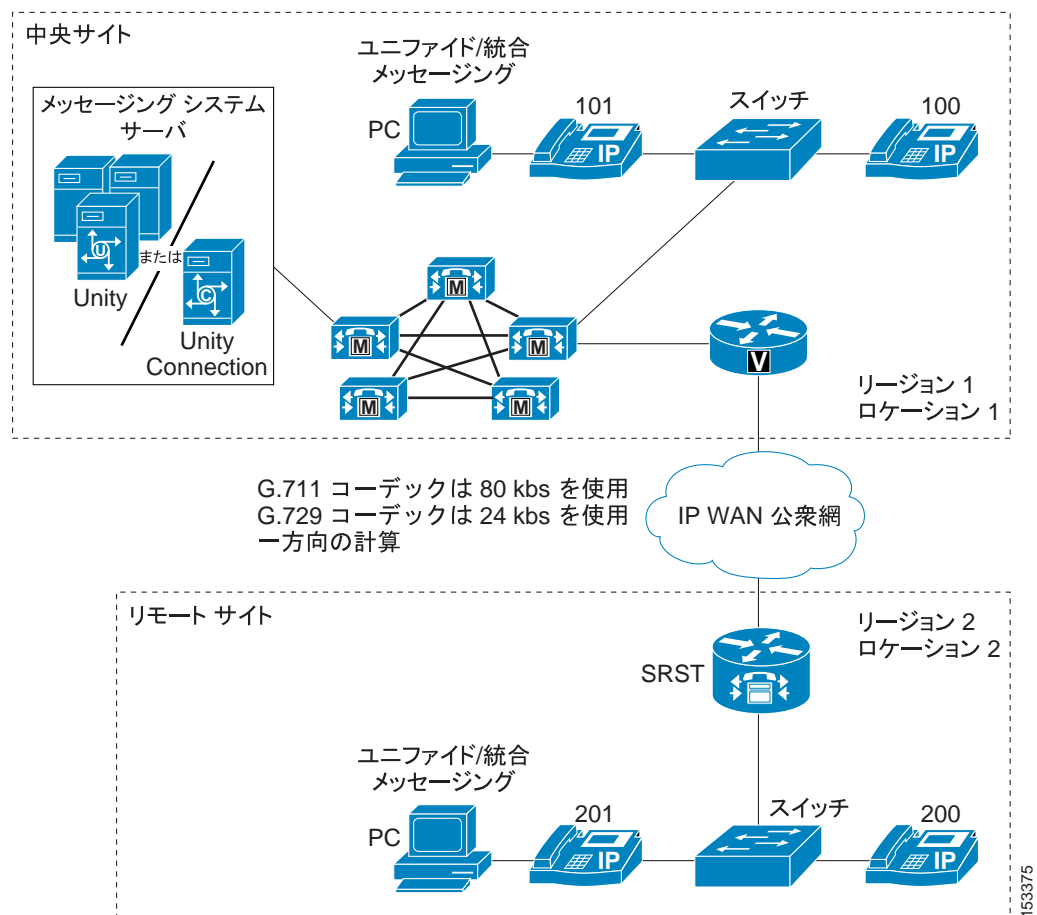 中央サイト
ユニファイド/統合
メッセージング
メッセージング システム
サーバ
PC
101
IP
スイッチ
100
IP
U
または
Unity
C
Unity
Connection
M
M
M
M
M
V
リージョン 1
ロケーション 1
G.711 コーデックは 80 kbs を使用
G.729 コーデックは 24 kbs を使用
一方向の計算
IP WAN 公衆網
リモート サイト
リージョン 2
ロケーション 2
SRST
ユニファイド/統合
メッセージング
PC
201
IP
スイッチ
200
IP
153375